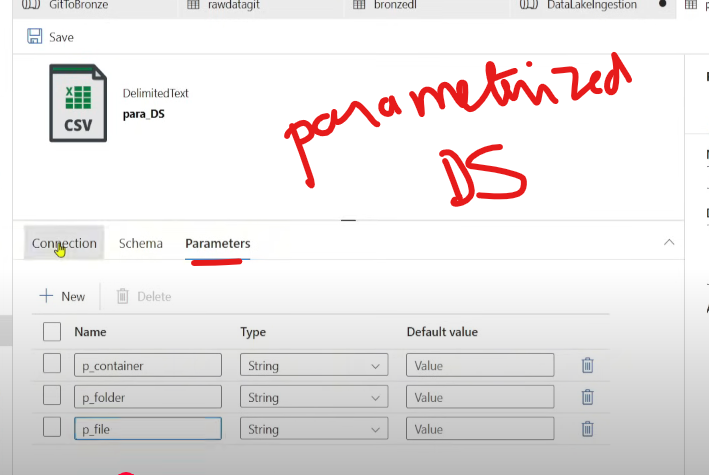 GitToBronze rawdatagit bronzedl DataLakeIngestion
Save
DelimitedText
para_DS
CSV
parametrized
DS
Connection Schema Parameters
New Delete
Name Type Default value
p_container String Value
p_folder String Value
p_file String Value